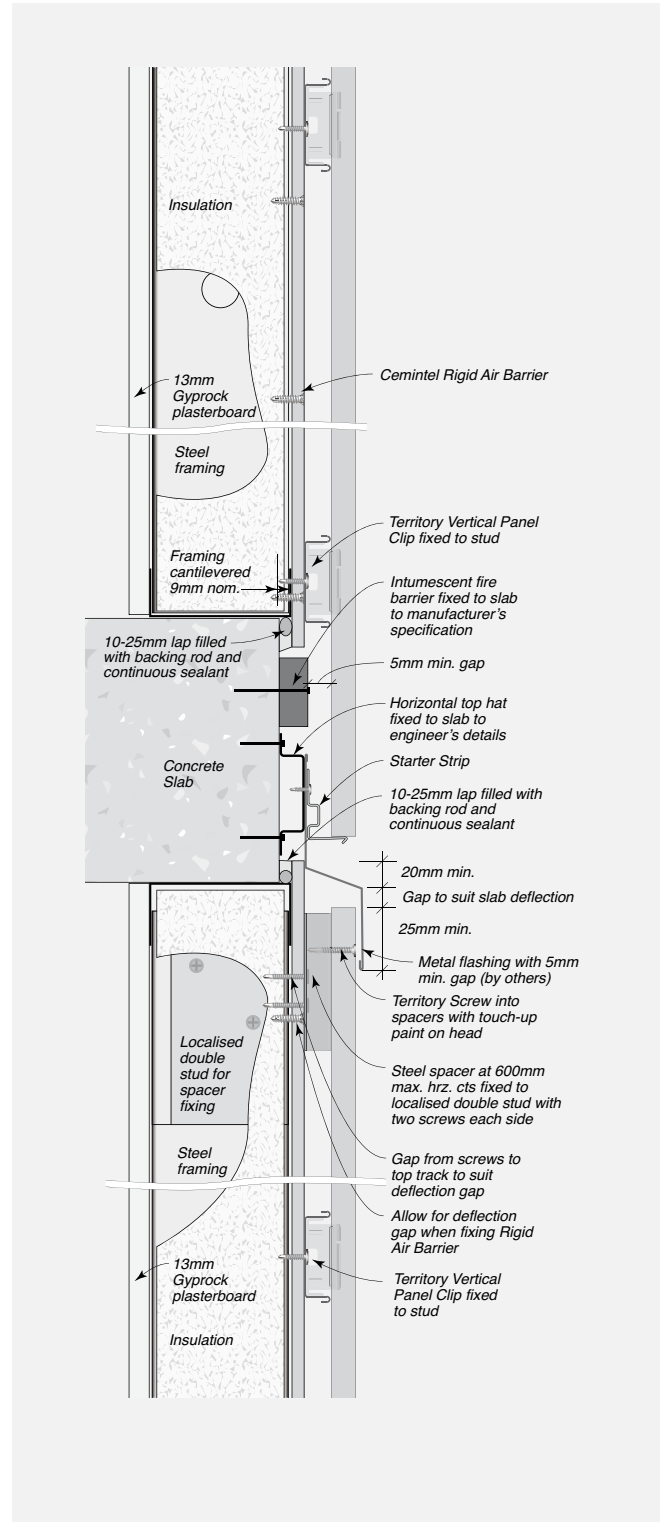 Insulation
13mm
Gyprock
plasterboard
Cemintel Rigid Air Barrier
Steel
framing
Territory Vertical Panel
Clip fixed to stud
Framing
cantilevered
9mm nom.
Intumescent fire
barrier fixed to slab
to manufacturer's
specification
10-25mm lap filled
with backing rod and
continuous sealant
5mm min. gap
Horizontal top hat
fixed to slab to
engineer's details
Concrete
Slab
Starter Strip
10-25mm lap filled with
backing rod and
continuous sealant
20mm min.
Gap to suit slab deflection
25mm min.
Metal flashing with 5mm
min. gap (by others)
Territory Screw into
spacers with touch-up
paint on head
Localised
double
stud for
spacer
fixing
Steel spacer at 600mm
max. hrz. cts fixed to
localised double stud with
two screws each side
Steel
framing
Gap from screws to
top track to suit
deflection gap
Allow for deflection
gap when fixing Rigid
Air Barrier
13mm
Gyprock
plasterboard
Territory Vertical
Panel Clip fixed
to stud
Insulation